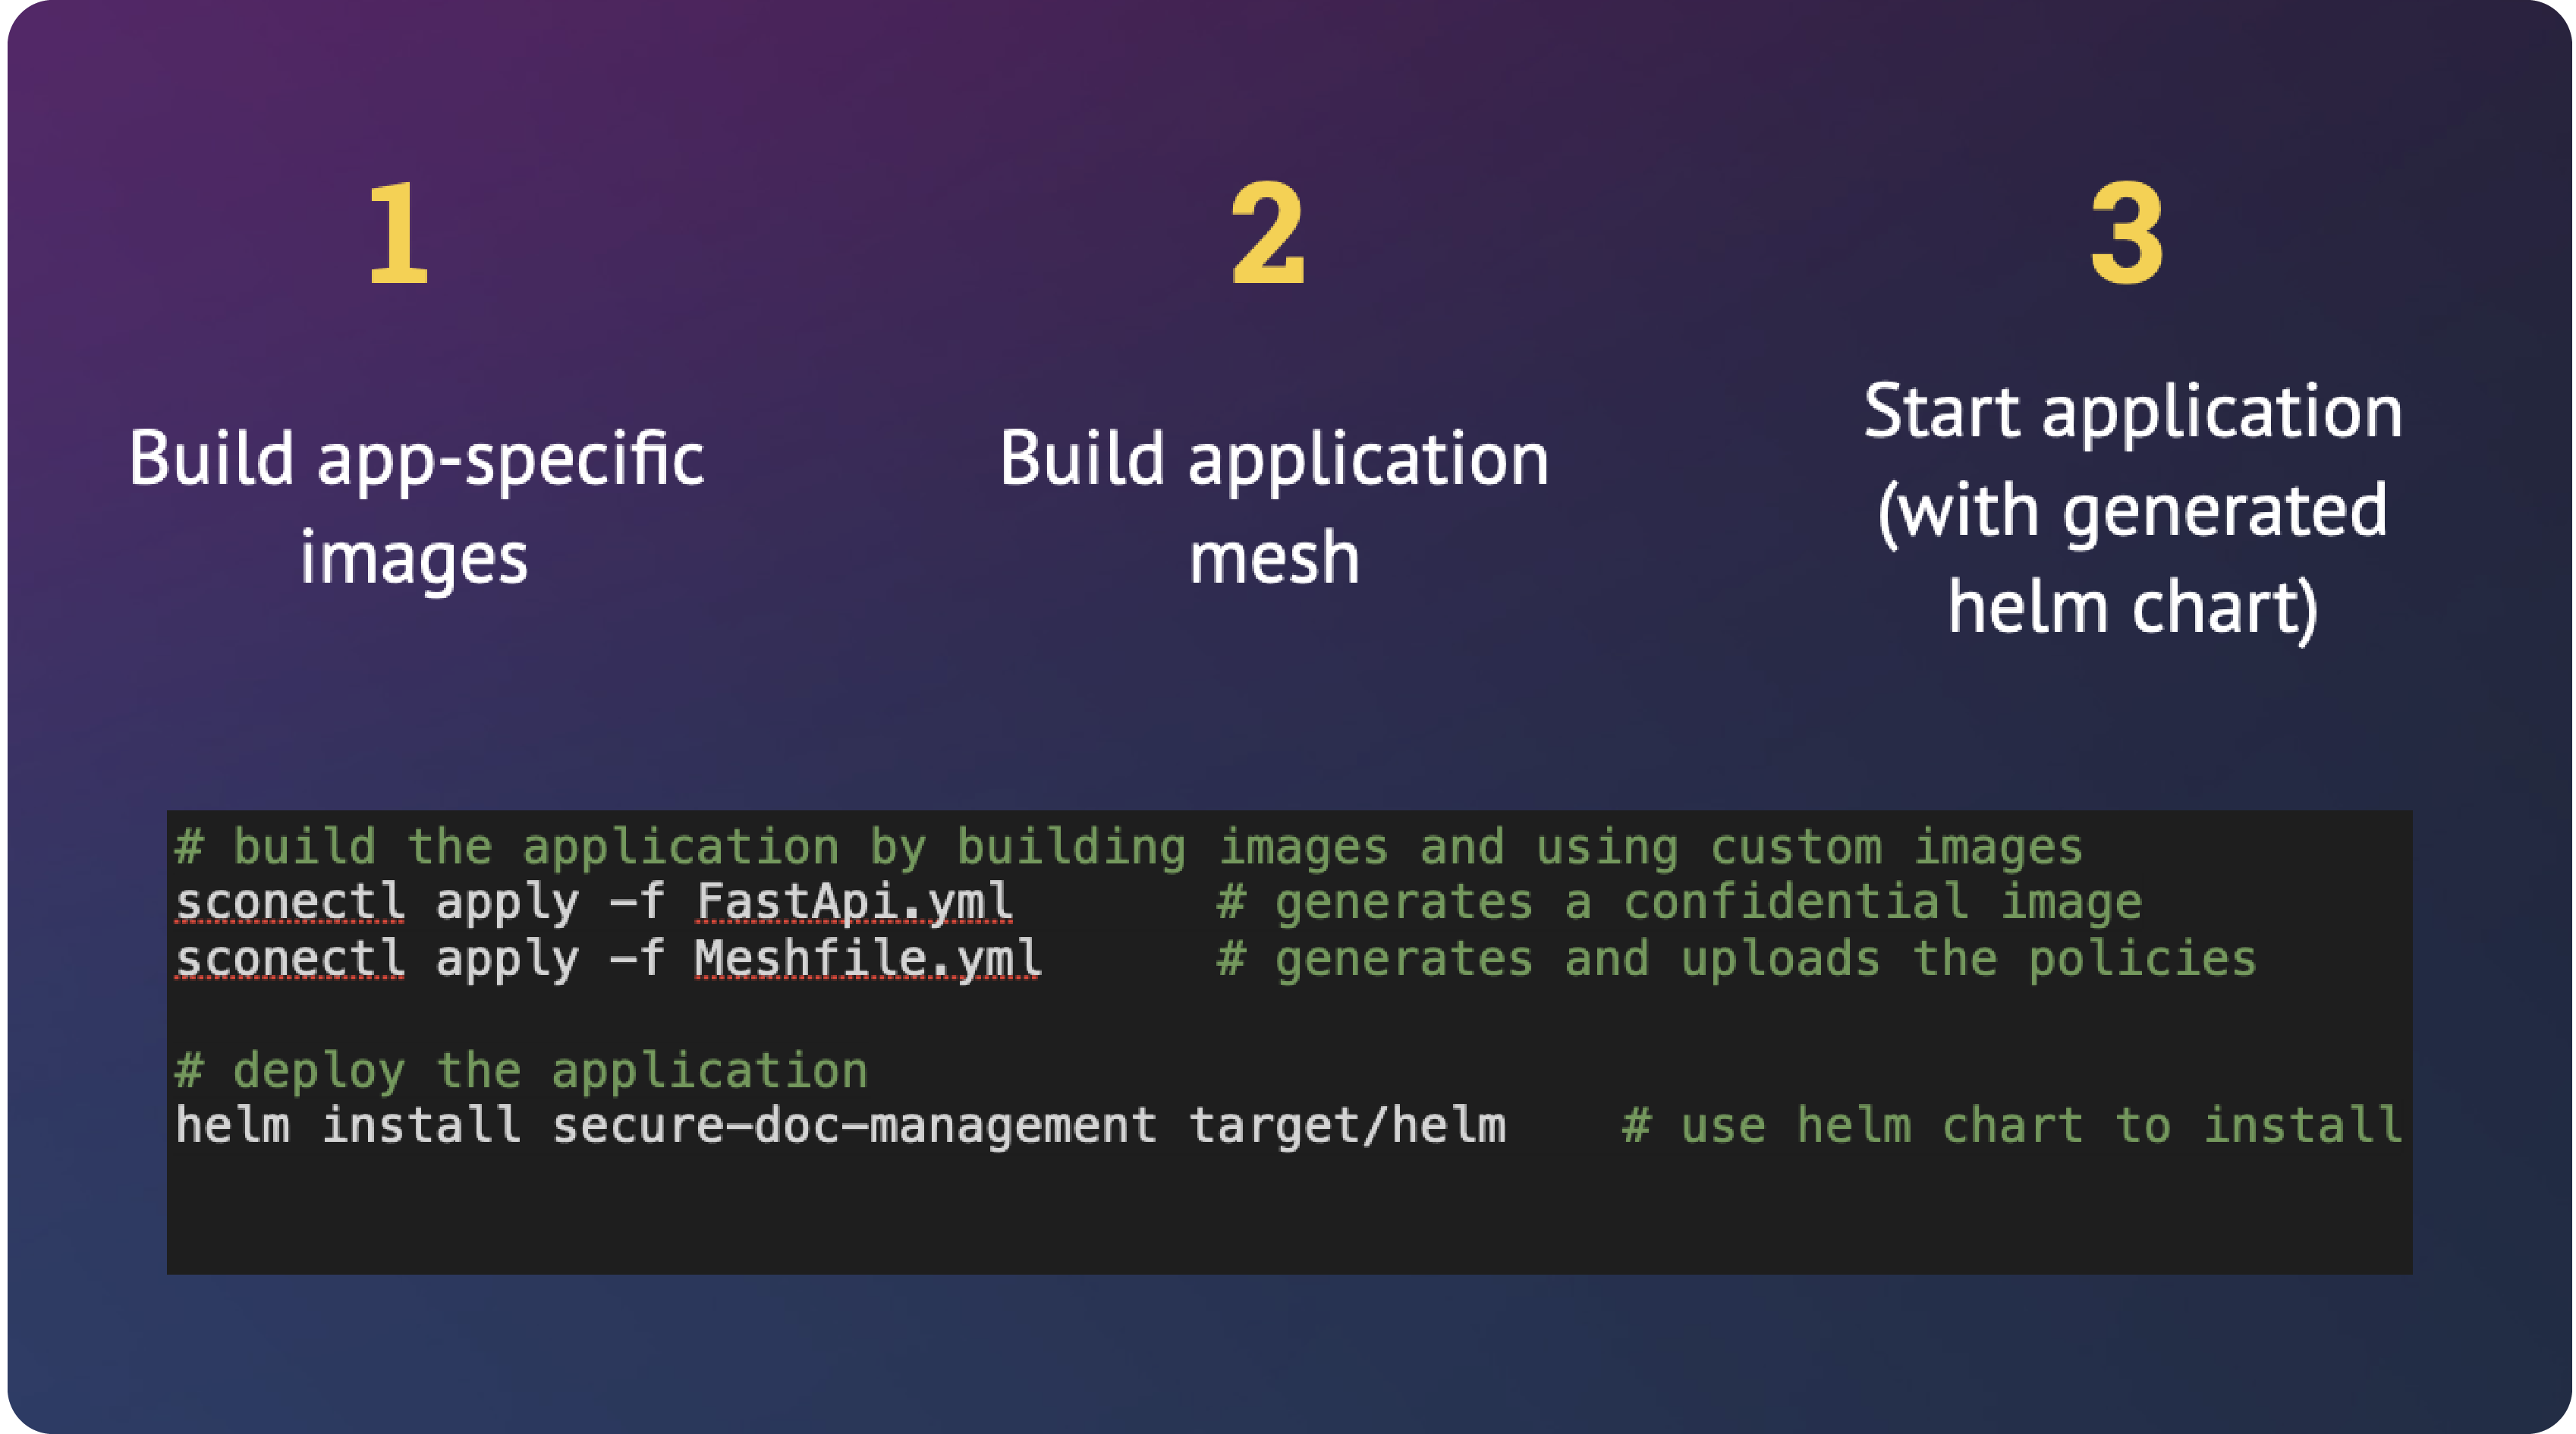 1
Build app-specific
images
2
Build application
mesh
3
Start application
(with generated
helm chart)
# build the application by building images and using custom images
sconectl apply -f FastApi.yml       # generates a confidential image
sconectl apply -f Meshfile.yml      # generates and uploads the policies
# deploy the application
helm install secure-doc-management target/helm    # use helm chart to install